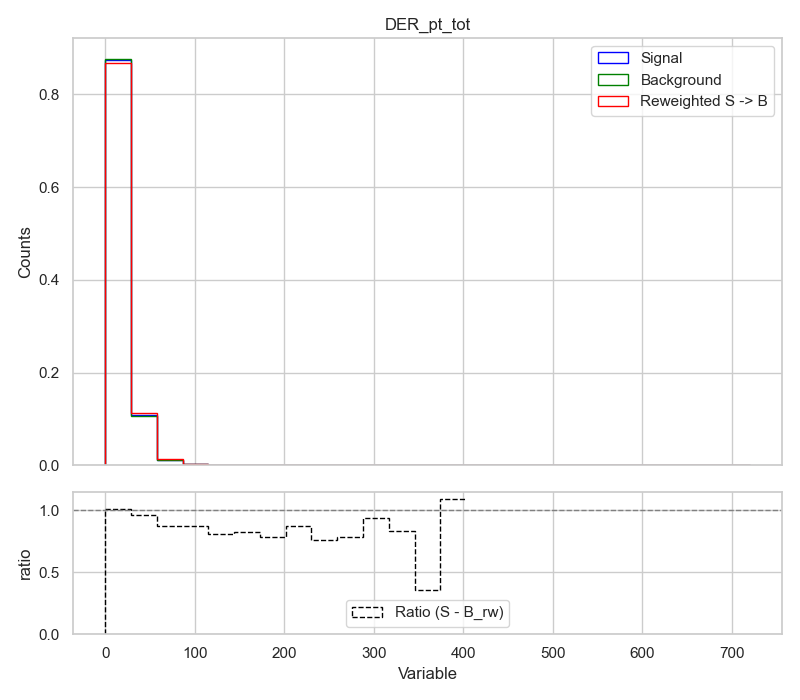 DER_pt_tot
Signal
Background
Reweighted S -> B
Counts
0.8
0.6
0.4
0.2
0.0
ratio
1.0
0.5
0.0
Ratio (S - B_rw)
0 100 200 300 400 500 600 700
Variable